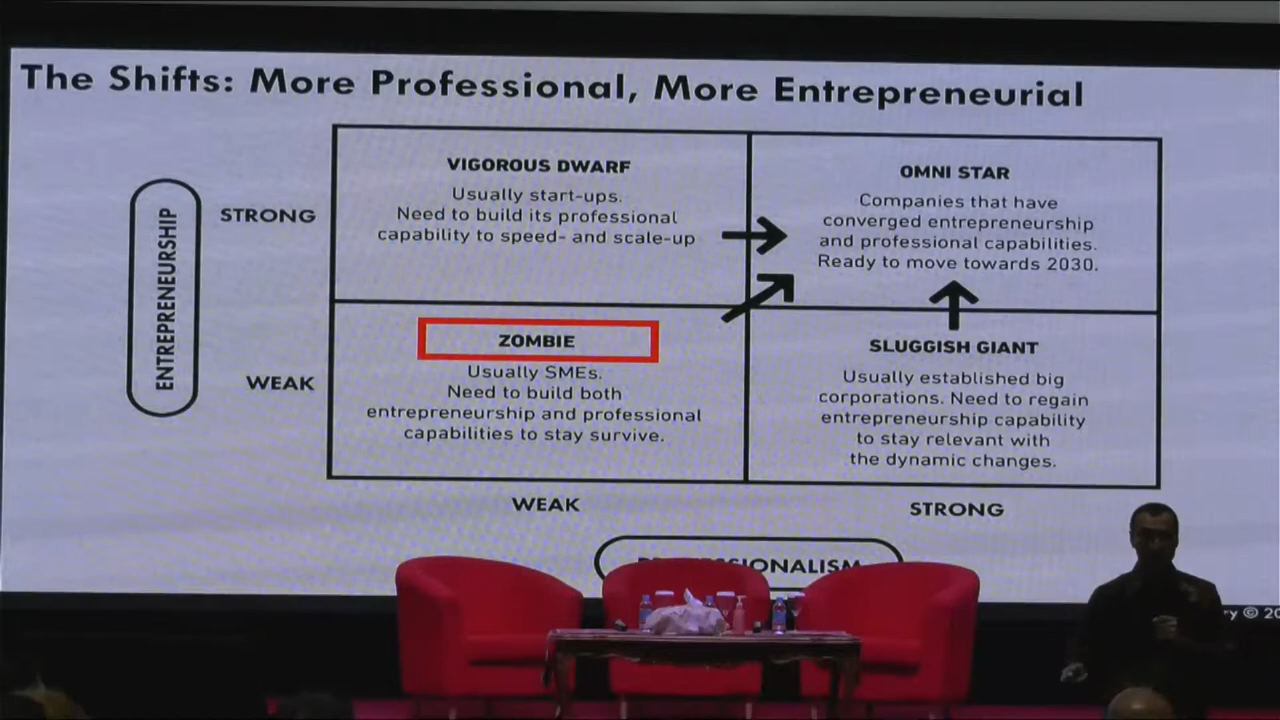 The Shifts: More Professional, More Entrepreneurial
ENTREPRENEURSHIP
STRONG
WEAK
VIGOROUS DWARF
Usually start-ups.
Need to build its professional
capability to speed- and scale-up
OMNI STAR
Companies that have
converged entrepreneurship
and professional capabilities.
Ready to move towards 2030.
ZOMBIE
Usually SMEs.
Need to build both
entrepreneurship and professional
capabilities to stay survive.
SLUGGISH GIANT
Usually established big
corporations. Need to regain
entrepreneurship capability
to stay relevant with
the dynamic changes.
WEAK
STRONG